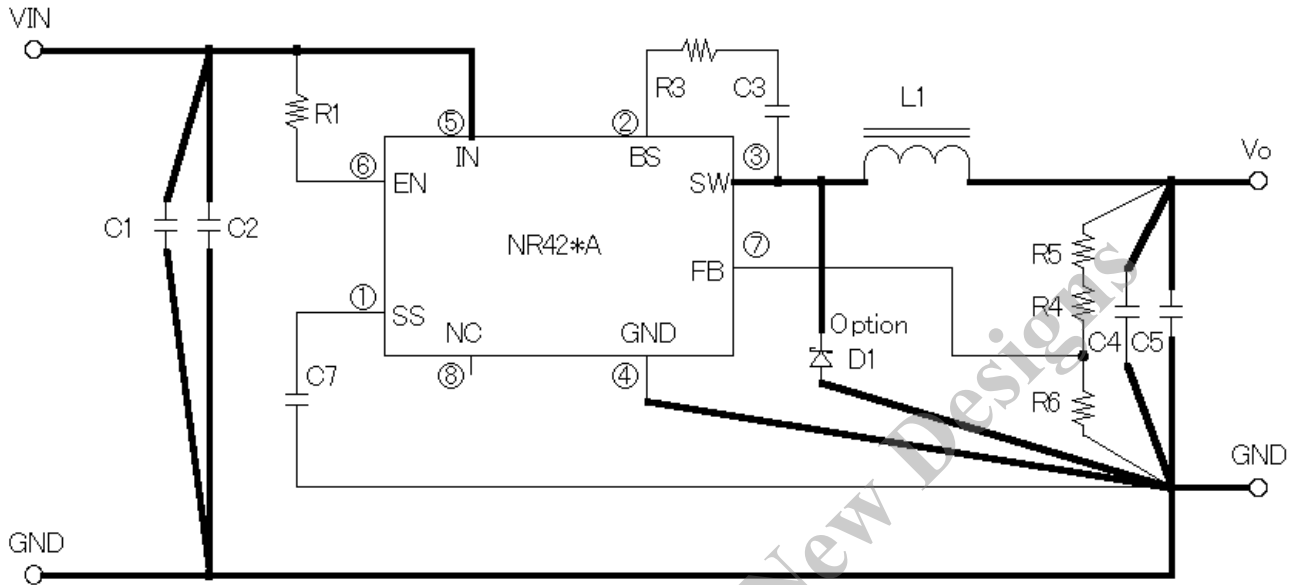 VIN
R1
R3
C3
L1
Vo
⑤
②
③
⑥
IN
BS
SW
EN
C1
C2
NR42*A
⑦
FB
R5
R4
①
SS
NC
GND
Option
D1
C4
C5
C7
⑧
④
R6
GND
GND
New Designs